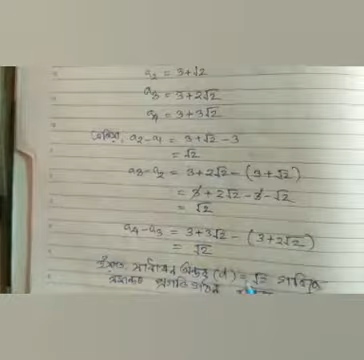 a₂ = 3+√2
a₃ = 3+2√2
a₄ = 3+3√2
a₂-a₁ = 3+√2-3
= √2
a₃-a₂ = 3+2√2-(3+√2)
= 3+2√2-3-√2
= √2
a₄-a₃ = 3+3√2-(3+2√2)
= √2
সাধাৰণ অন্তৰ (d) = √2